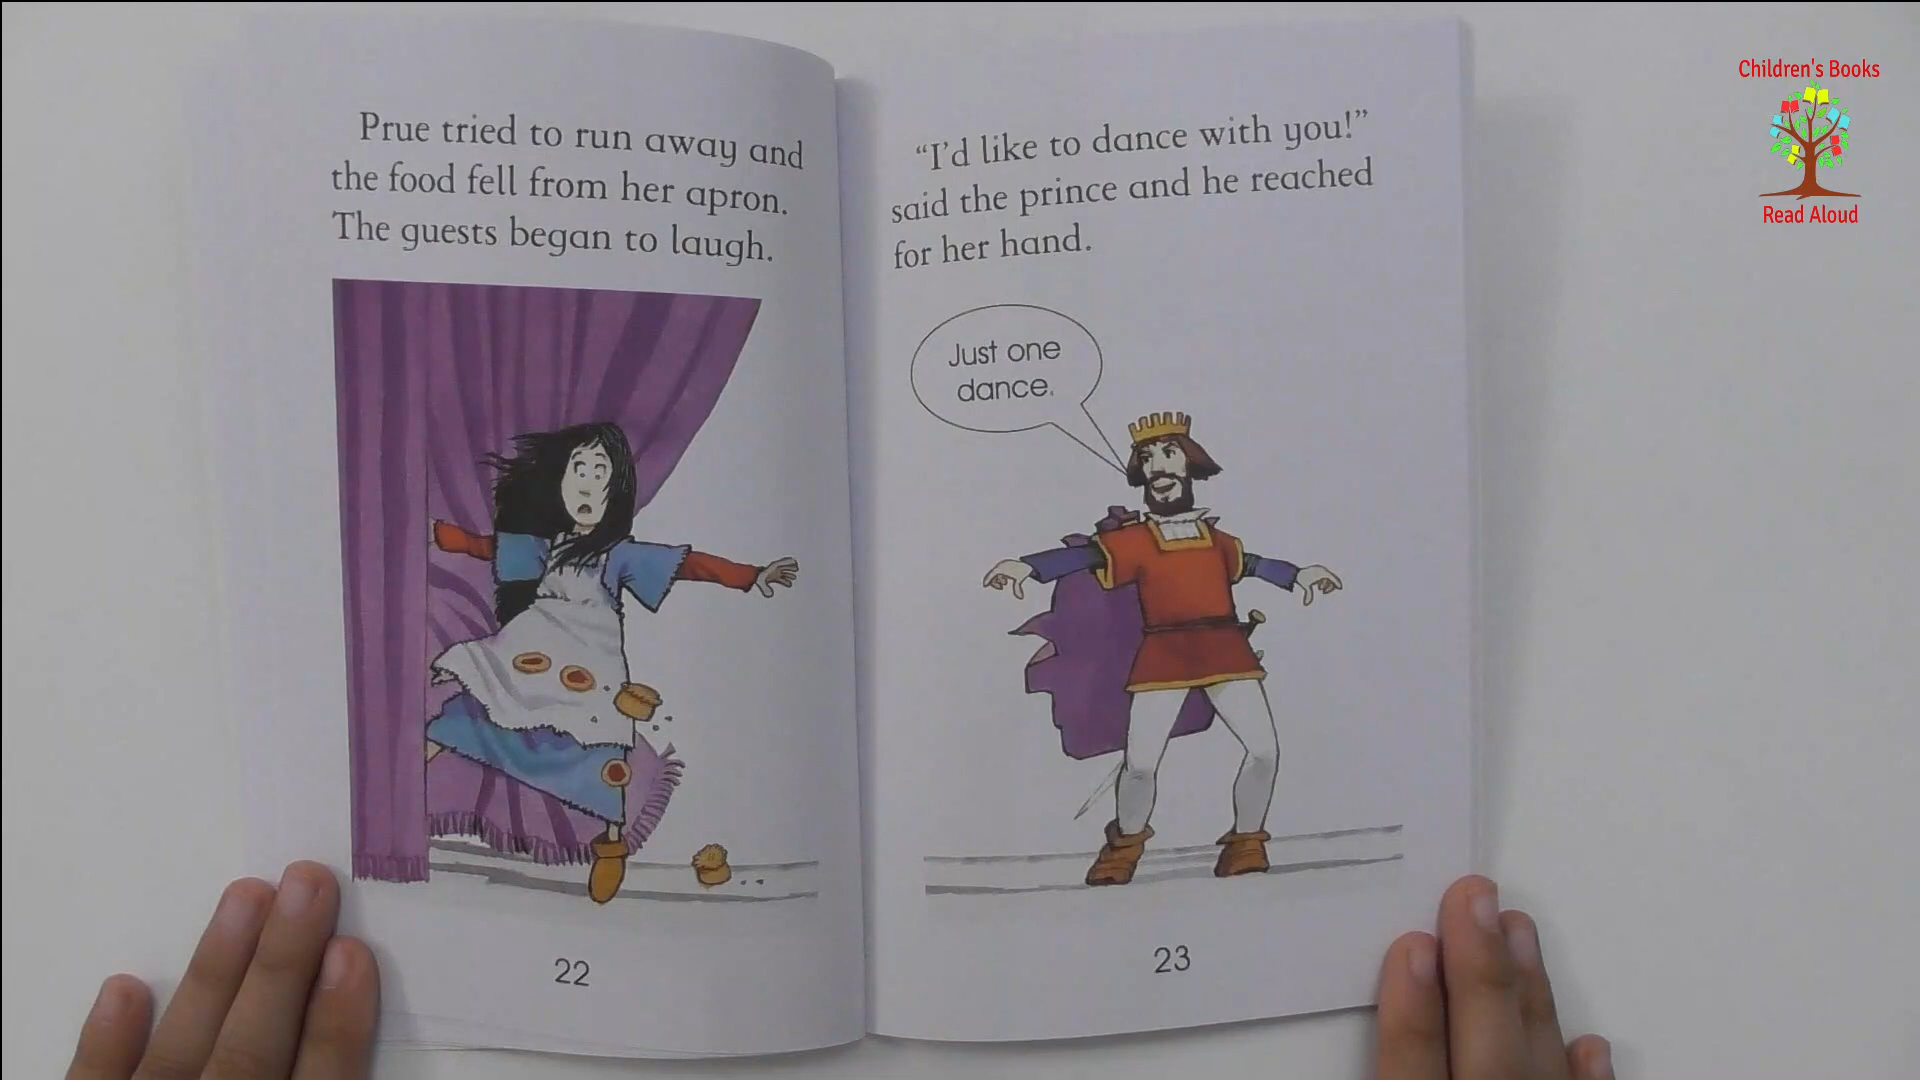 Prue tried to run away and
the food fell from her apron.
The guests began to laugh.
22
“I’d like to dance with you!”
said the prince and he reached
for her hand.
Just one
dance.
23
Children's Books
Read Aloud